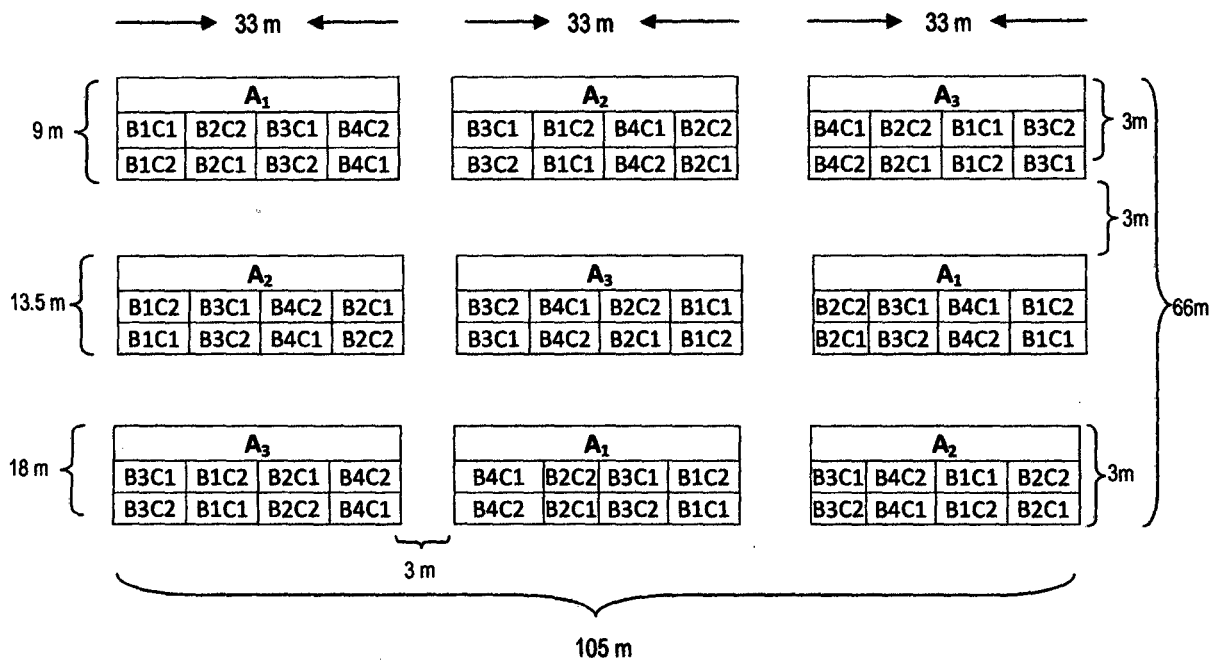 33 m 33 m 33 m
A₁ A₂ A₃
9 m B1C1 B2C2 B3C1 B4C2 B3C1 B1C2 B4C1 B2C2 B4C1 B2C2 B1C1 B3C2 3m
B1C2 B2C1 B3C2 B4C1 B3C2 B1C1 B4C2 B2C1 B4C2 B2C1 B1C2 B3C1
3m
A₂ A₃ A₁
13.5 m B1C2 B3C1 B4C2 B2C1 B3C2 B4C1 B2C2 B1C1 B2C2 B3C1 B4C1 B1C2 66m
B1C1 B3C2 B4C1 B2C2 B3C1 B4C2 B2C1 B1C2 B2C1 B3C2 B4C2 B1C1
A₃ A₁ A₂
18 m B3C1 B1C2 B2C1 B4C2 B4C1 B2C2 B3C1 B1C2 B3C1 B4C2 B1C1 B2C2 3m
B3C2 B1C1 B2C2 B4C1 B4C2 B2C1 B3C2 B1C1 B3C2 B4C1 B1C2 B2C1
3 m
105 m